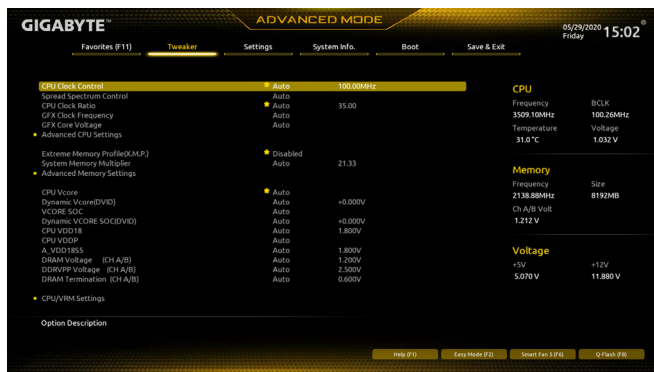 GIGABYTE™
ADVANCED MODE
05/29/2020
Friday
15:02
Favorites (F11) Tweaker Settings System Info. Boot Save & Exit
CPU Clock Control Auto 100.00MHz
Spread Spectrum Control Auto
CPU Clock Ratio Auto 35.00
GFX Clock Frequency Auto
GFX Core Voltage Auto
Advanced CPU Settings
Extreme Memory Profile(X.M.P.) Disabled
System Memory Multiplier Auto 21.33
Advanced Memory Settings
CPU Vcore Auto
Dynamic Vcore(DVID) Auto +0.000V
VCORE SOC Auto
Dynamic VCORE SOC(DVID) Auto +0.000V
CPU VDD18 Auto 1.800V
CPU VDDP Auto
A_VDD18S5 Auto 1.800V
DRAM Voltage (CH A/B) Auto 1.200V
DDRVPP Voltage (CH A/B) Auto 2.500V
DRAM Termination (CH A/B) Auto 0.600V
CPU/VRM Settings
Option Description
CPU
Frequency BCLK
3509.10MHz 100.26MHz
Temperature Voltage
31.0 °C 1.032 V
Memory
Frequency Size
2138.88MHz 8192MB
Ch A/B Volt
1.212 V
Voltage
+5V +12V
5.070 V 11.880 V
Help (F1) Easy Mode (F2) Smart Fan 5 (F6) Q-Flash (F8)